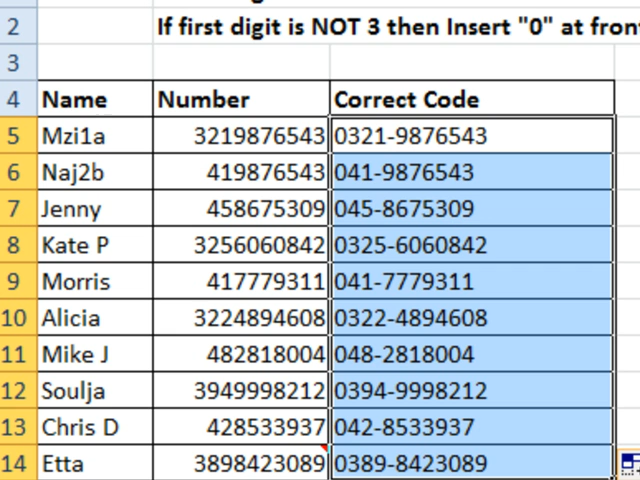 2 If first digit is NOT 3 then Insert "0" at fron
3
4 Name Number Correct Code
5 Mzi1a 3219876543 0321-9876543
6 Naj2b 419876543 041-9876543
7 Jenny 458675309 045-8675309
8 Kate P 3256060842 0325-6060842
9 Morris 417779311 041-7779311
10 Alicia 3224894608 0322-4894608
11 Mike J 482818004 048-2818004
12 Soulja 3949998212 0394-9998212
13 Chris D 428533937 042-8533937
14 Etta 3898423089 0389-8423089